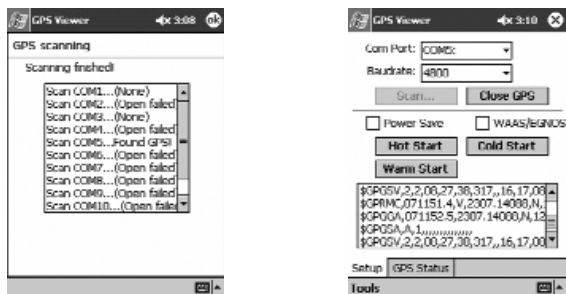 GPS Viewer 3:08 ok
GPS scanning
Scanning finished!
Scan COM1...(None)
Scan COM2...(Open failed)
Scan COM3...(None)
Scan COM4...(Open failed)
Scan COM5...Found GPS!
Scan COM6...(Open failed)
Scan COM7...(Open failed)
Scan COM8...(Open failed)
Scan COM9...(Open failed)
Scan COM10...(Open faile
GPS Viewer 3:10
Com Port: COM5:
Baudrate: 4800
Scan... Close GPS
Power Save WAAS/EGNOS
Hot Start Cold Start
Warm Start
$GPGSV,2,2,08,27,38,317,,16,17,08
$GPRMC,071151.4,V,2307.14088,N,
$GPGGA,071152.5,2307.14088,N,12
$GPGSA,A,1,,,,,,,,,,,,,,
$GPGSV,2,2,08,27,38,317,,16,17,08
Setup GPS Status
Tools